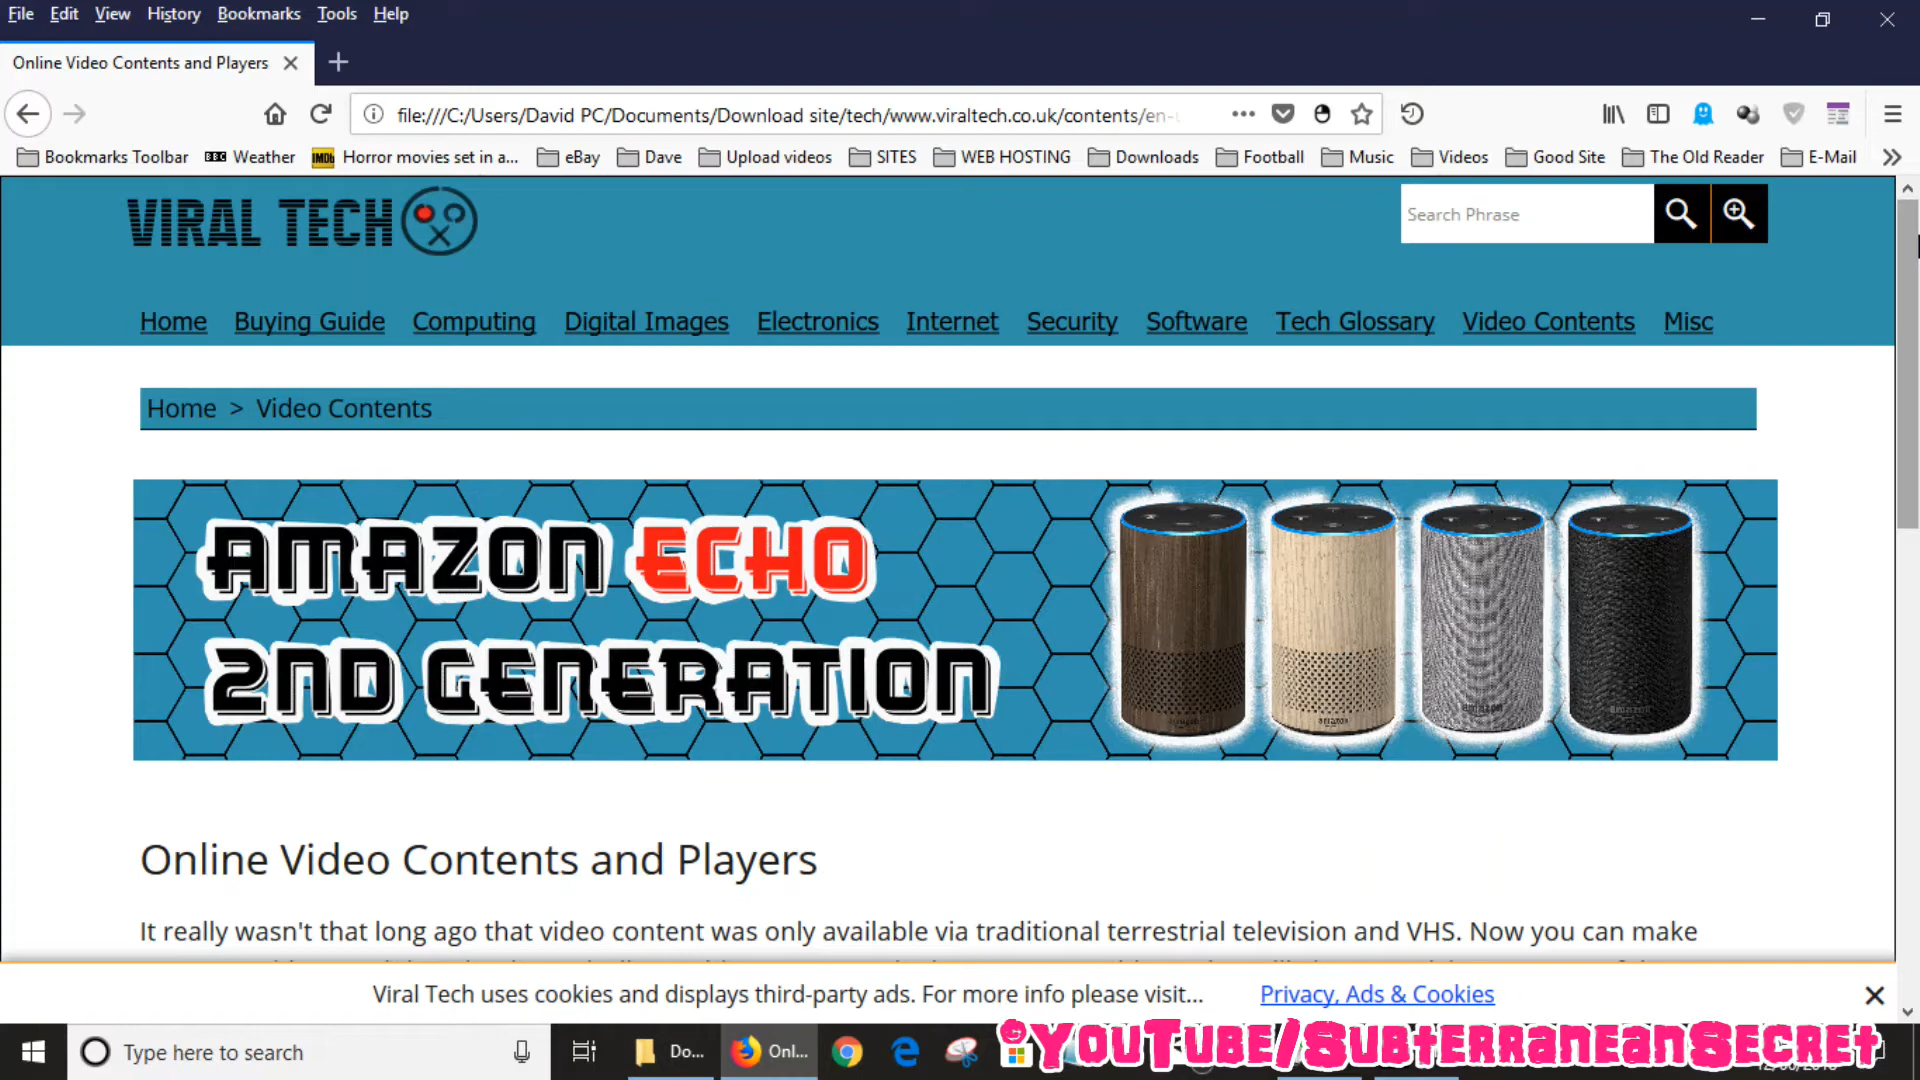 File Edit View History Bookmarks Tools Help
Online Video Contents and Players
file:///C:/Users/David PC/Documents/Download site/tech/www.viraltech.co.uk/contents/en-
Bookmarks Toolbar BBC Weather IMDb Horror movies set in a... eBay Dave Upload videos SITES WEB HOSTING Downloads Football Music Videos Good Site The Old Reader E-Mail
VIRAL TECH
Search Phrase
Home Buying Guide Computing Digital Images Electronics Internet Security Software Tech Glossary Video Contents Misc
Home > Video Contents
AMAZON ECHO
2ND GENERATION
amazon amazon amazon amazon
Online Video Contents and Players
It really wasn't that long ago that video content was only available via traditional terrestrial television and VHS. Now you can make
Viral Tech uses cookies and displays third-party ads. For more info please visit... Privacy, Ads & Cookies
Type here to search Do... Onl... YouTube/SubterraneanSecret